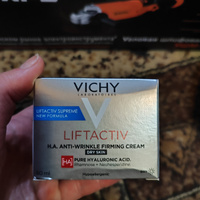 VICHY
LABORATOIRES
LIFTACTIV SUPREME
NEW FORMULA
LIFTACTIV
H.A. ANTI-WRINKLE FIRMING CREAM
DRY SKIN
HA
PURE HYALURONIC ACID.